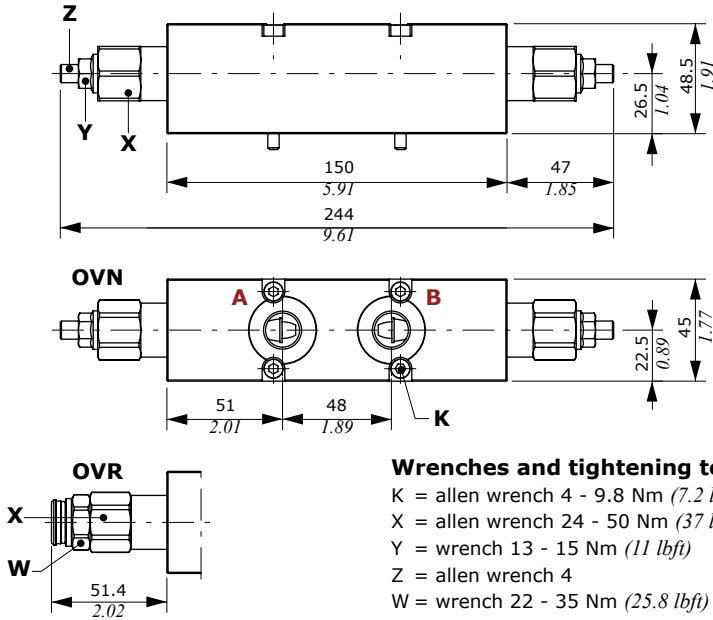 Z
Y
X
26.5
1.04
48.5
1.91
150
5.91
47
1.85
244
9.61
OVN
A
B
22.5
0.89
45
1.77
51
2.01
48
1.89
K
OVR
X
W
51.4
2.02
Wrenches and tightening
K = allen wrench 4 - 9.8 Nm (7.2
X = allen wrench 24 - 50 Nm (37
Y = wrench 13 - 15 Nm (11 lbft)
Z = allen wrench 4
W = wrench 22 - 35 Nm (25.8 lbft)